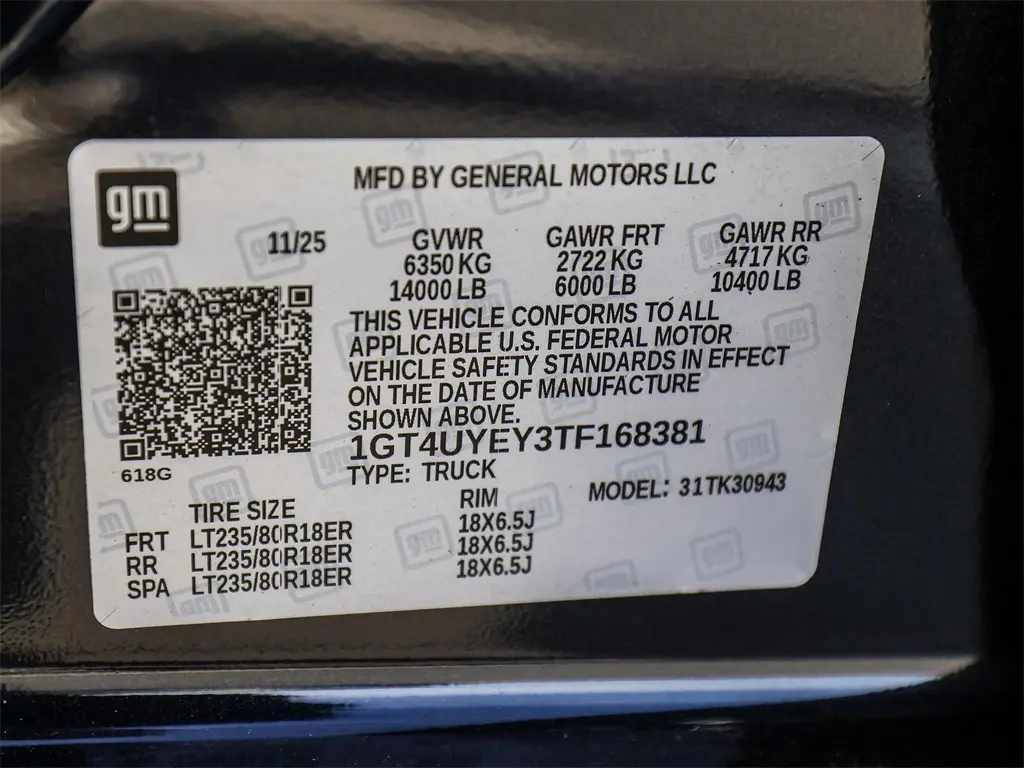 gm
MFD BY GENERAL MOTORS LLC
11/25
GVWR GAWR FRT GAWR RR
6350 KG 2722 KG 4717 KG
14000 LB 6000 LB 10400 LB
THIS VEHICLE CONFORMS TO ALL
APPLICABLE U.S. FEDERAL MOTOR
VEHICLE SAFETY STANDARDS IN EFFECT
ON THE DATE OF MANUFACTURE
SHOWN ABOVE.
1GT4UYEY3TF168381
618G
TYPE: TRUCK
MODEL: 31TK30943
TIRE SIZE RIM
FRT LT235/80R18ER 18X6.5J
RR LT235/80R18ER 18X6.5J
SPA LT235/80R18ER 18X6.5J